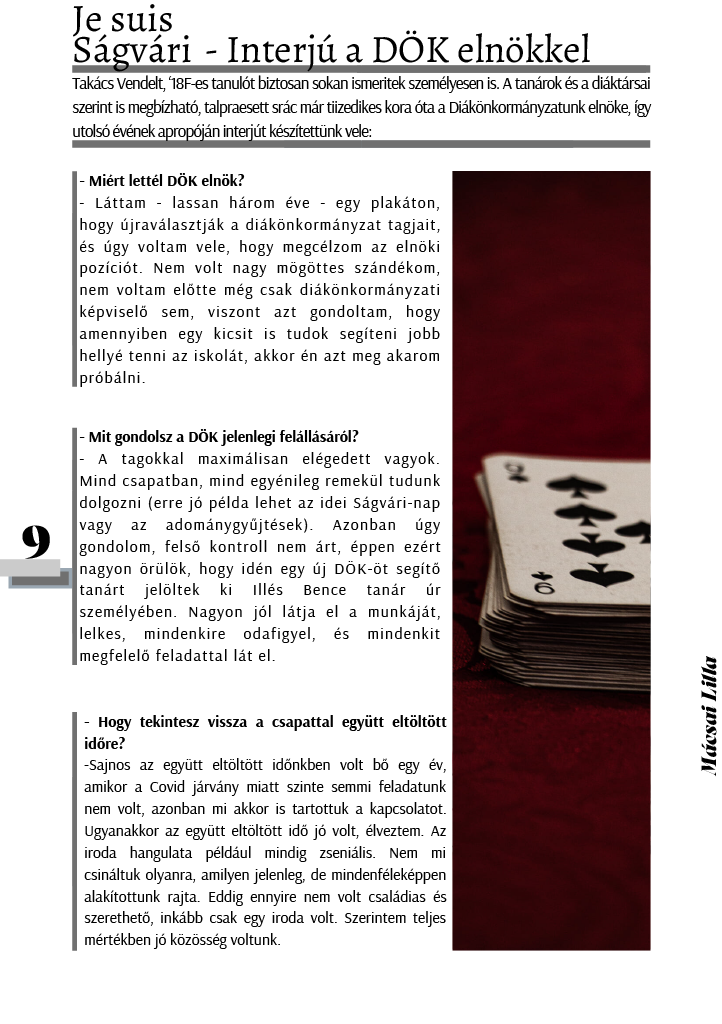 Je suis
Ságvári - Interjú a DÖK elnökkel
Takács Vendelt, ‘18F-es tanulót biztosan sokan ismeritek személyesen is. A tanárok és a diáktársai
szerint is megbízható, talpraesett srác már tiizedikes kora óta a Diákönkormányzatunk elnöke, így
utolsó évének apropóján interjút készítettünk vele:
- Miért lettél DÖK elnök?
- Láttam - lassan három éve - egy plakáton,
hogy újraválasztják a diákönkormányzat tagjait,
és úgy voltam vele, hogy megcélzom az elnöki
pozíciót. Nem volt nagy mögöttes szándékom,
nem voltam előtte még csak diákönkormányzati
képviselő sem, viszont azt gondoltam, hogy
amennyiben egy kicsit is tudok segíteni jobb
hellyé tenni az iskolát, akkor én azt meg akarom
próbálni.
- Mit gondolsz a DÖK jelenlegi felállásáról?
- A tagokkal maximálisan elégedett vagyok.
Mind csapatban, mind egyénileg remekül tudunk
dolgozni (erre jó példa lehet az idei Ságvári-nap
vagy az adománygyűjtések). Azonban úgy
gondolom, felső kontroll nem árt, éppen ezért
nagyon örülök, hogy idén egy új DÖK-öt segítő
tanárt jelöltek ki Illés Bence tanár úr
személyében. Nagyon jól látja el a munkáját,
lelkes, mindenkire odafigyel, és mindenkit
megfelelő feladattal lát el.
- Hogy tekintesz vissza a csapattal együtt eltöltött
időre?
-Sajnos az együtt eltöltött időnkben volt bő egy év,
amikor a Covid járvány miatt szinte semmi feladatunk
nem volt, azonban mi akkor is tartottuk a kapcsolatot.
Ugyanakkor az együtt eltöltött idő jó volt, élveztem. Az
iroda hangulata például mindig zseniális. Nem mi
csináltuk olyanra, amilyen jelenleg, de mindenféleképpen
alakítottunk rajta. Eddig ennyire nem volt családias és
szerethető, inkább csak egy iroda volt. Szerintem teljes
mértékben jó közösség voltunk.
9
9
Mácsai Lilla